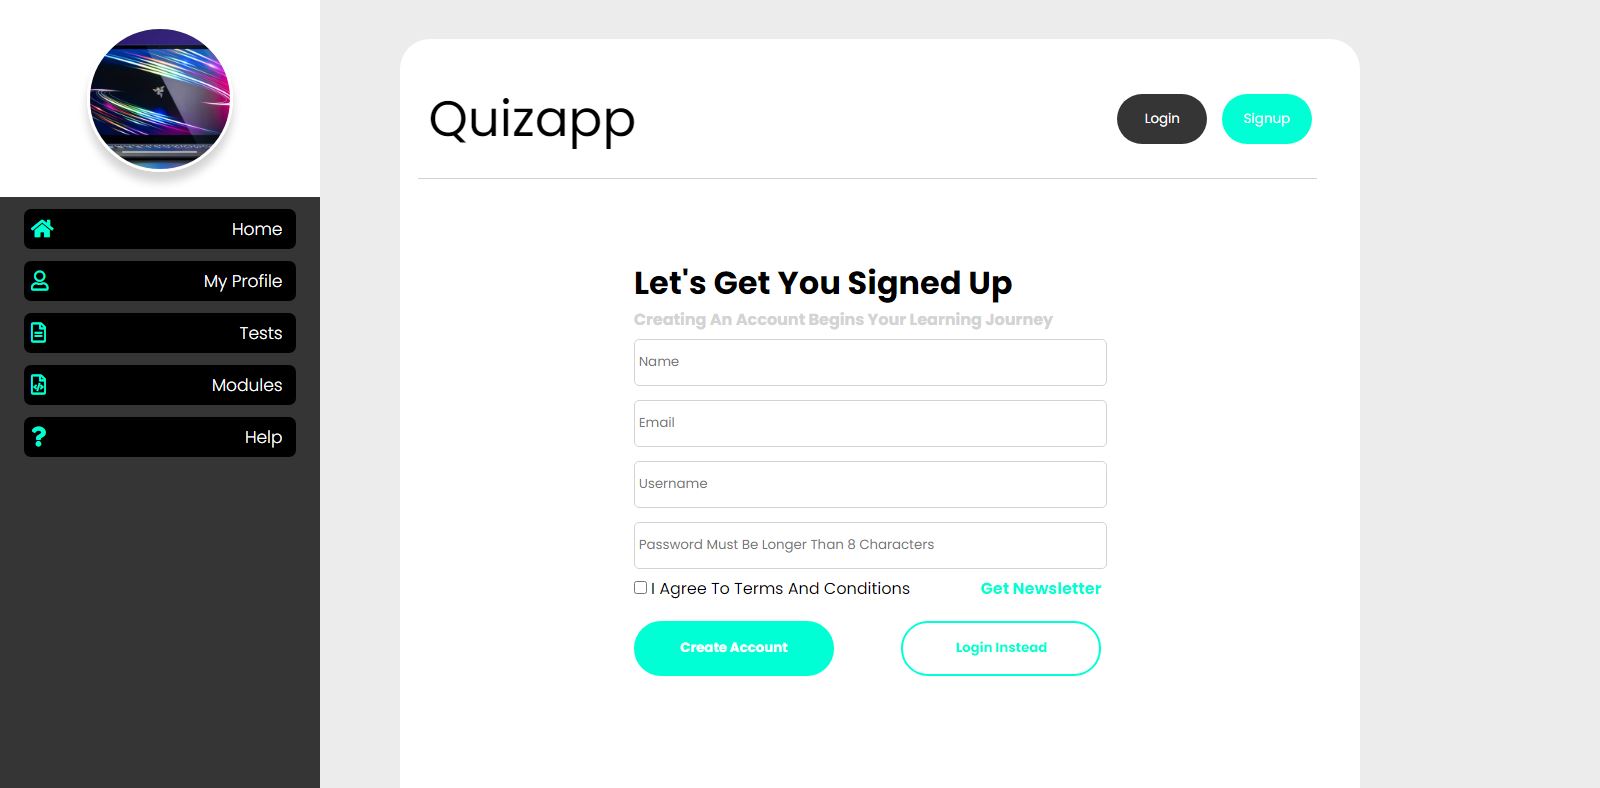 Home
My Profile
Tests
Modules
Help
Quizapp
Login
Signup
Let's Get You Signed Up
Creating An Account Begins Your Learning Journey
Name
Email
Username
Password Must Be Longer Than 8 Characters
I Agree To Terms And Conditions
Get Newsletter
Create Account
Login Instead